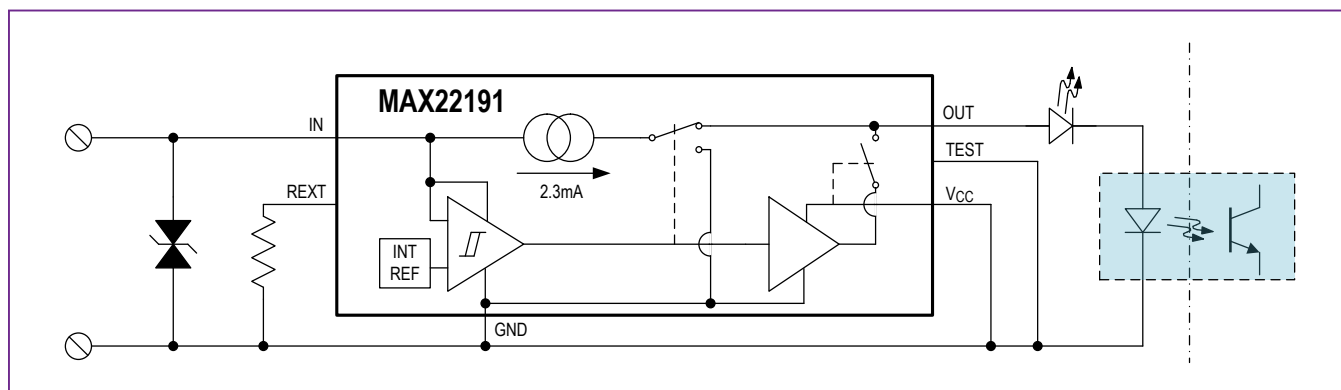 MAX22191
IN
OUT
TEST
REXT
2.3mA
VCC
INT
REF
GND